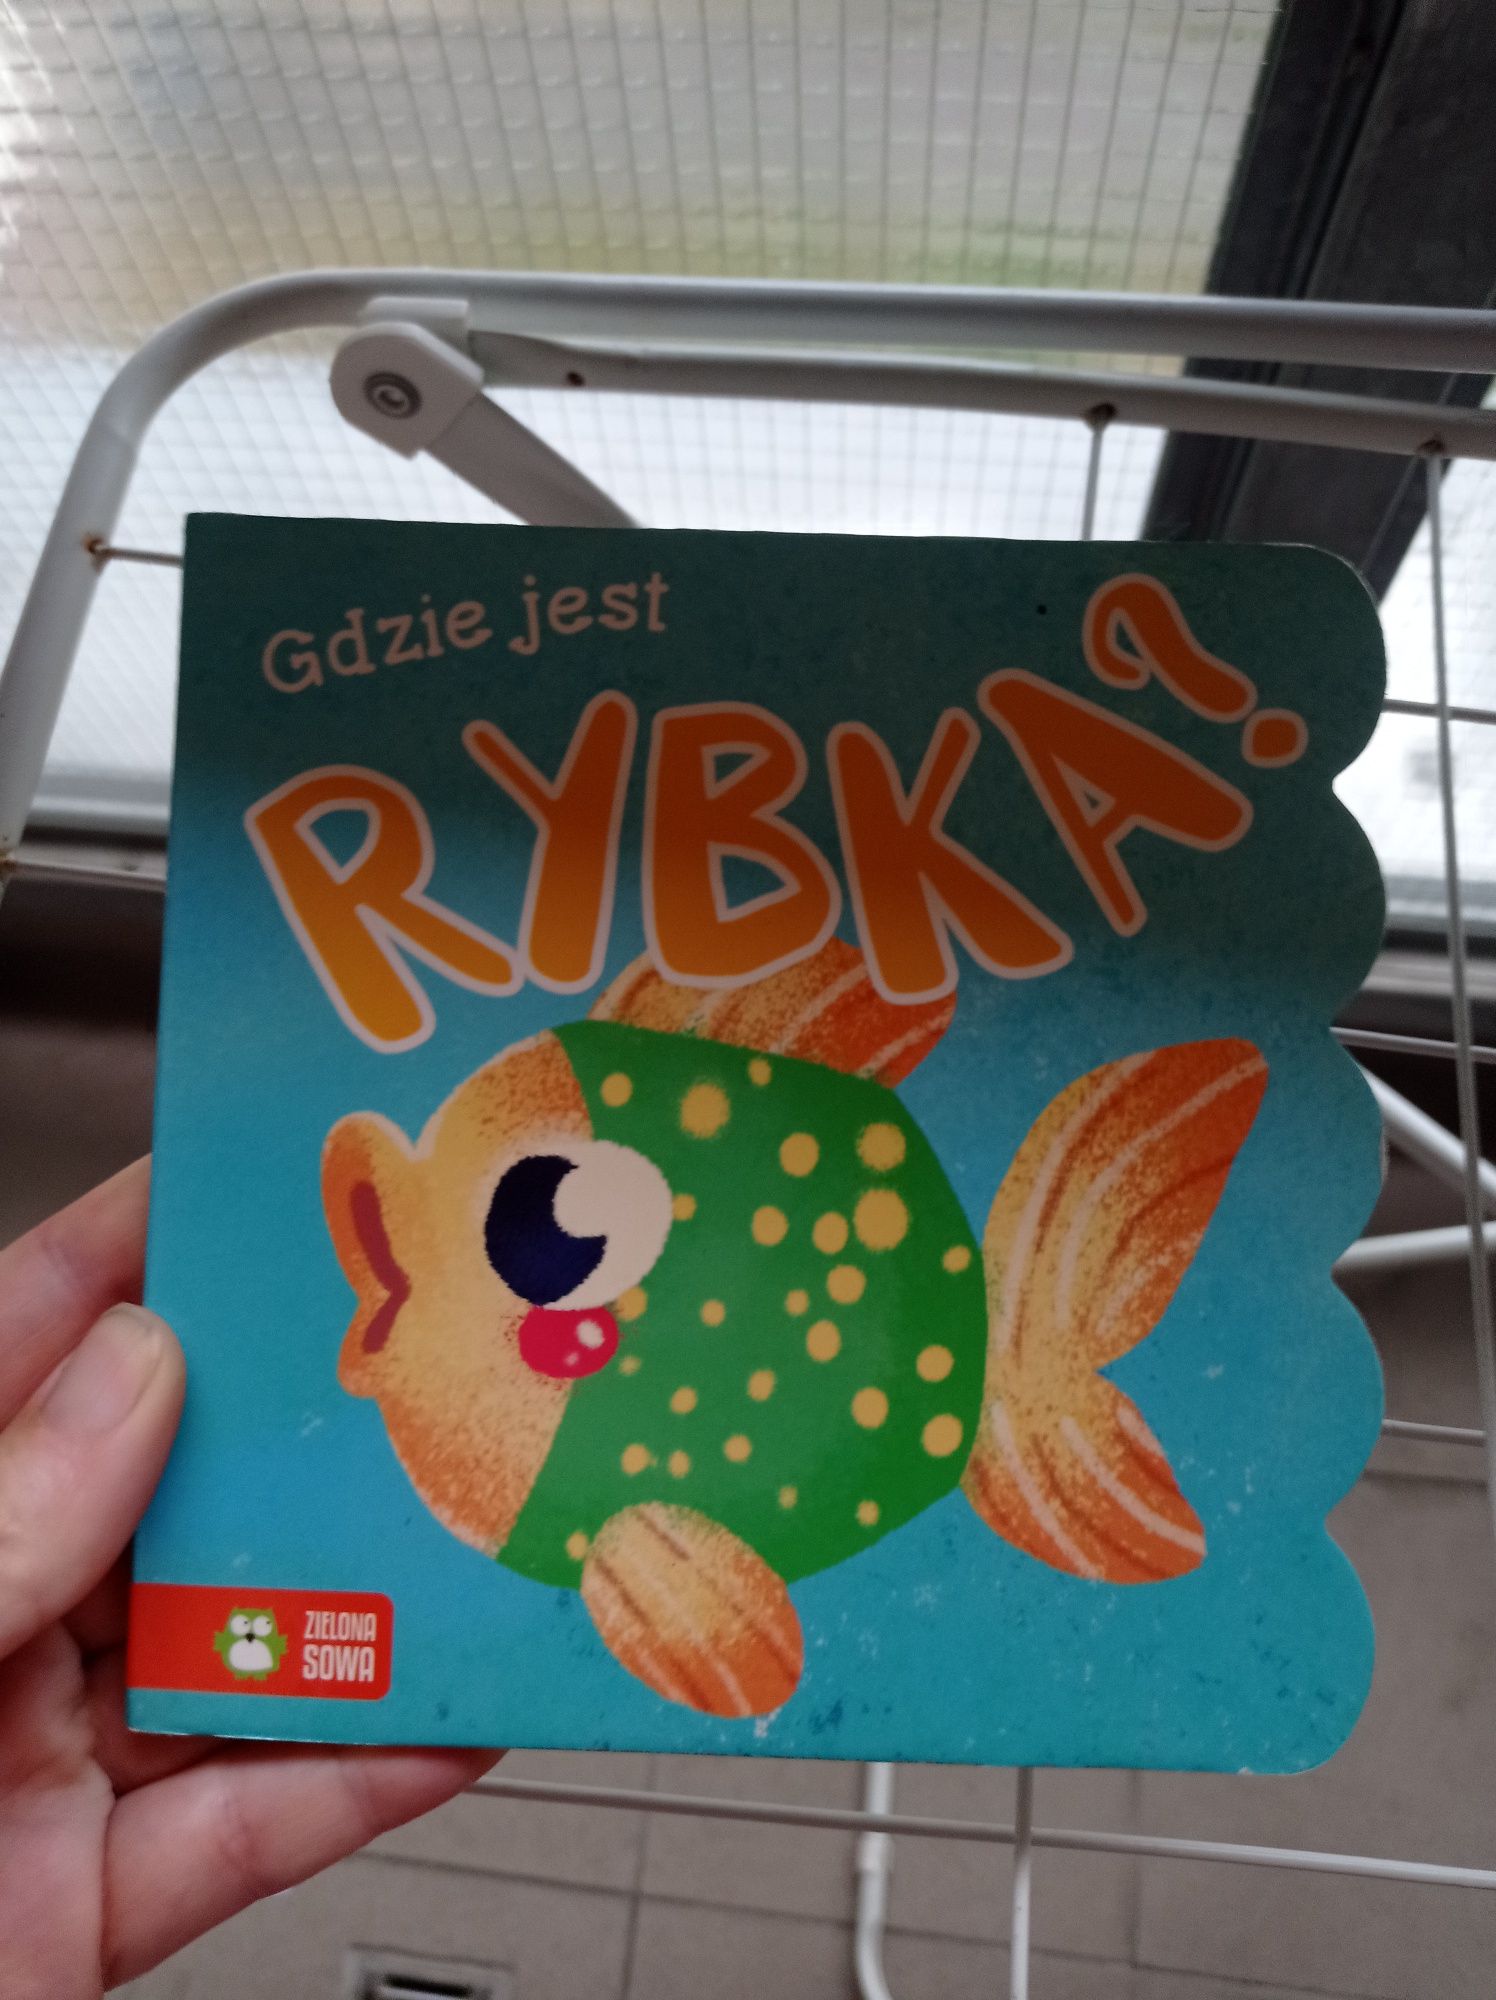 Gdzie jest
RYBKA?
ZIELONA
SOWA